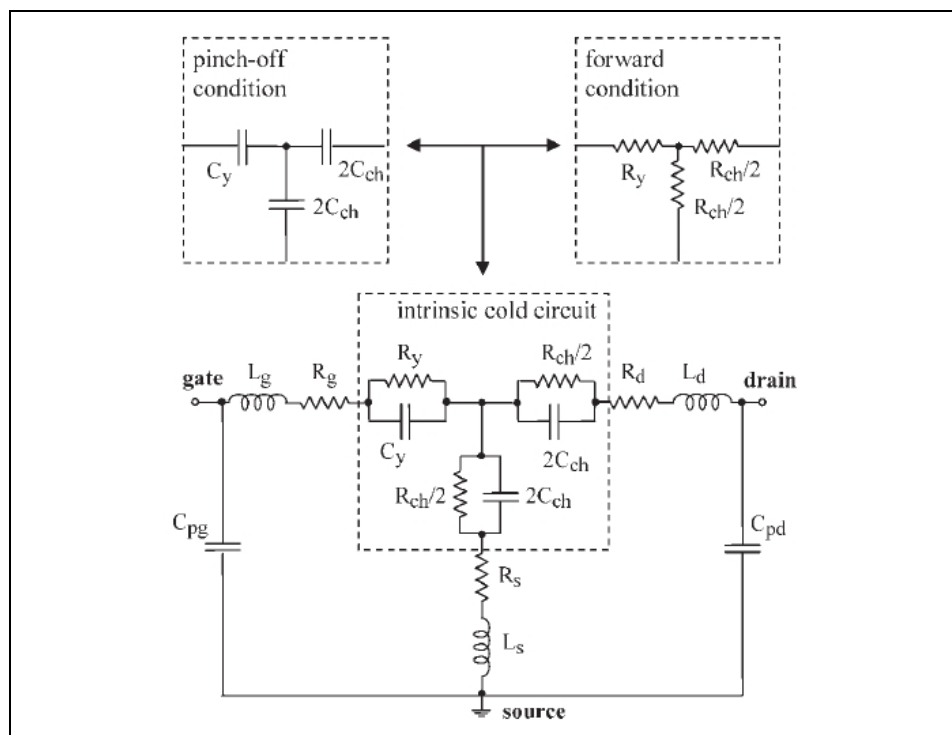 pinch-off
condition
C_y
2C_ch
2C_ch
forward
condition
R_y
R_ch/2
R_ch/2
intrinsic cold circuit
gate
L_g
R_g
R_y
C_y
R_ch/2
2C_ch
R_d
L_d
drain
R_ch/2
2C_ch
C_pg
C_pd
R_s
L_s
source